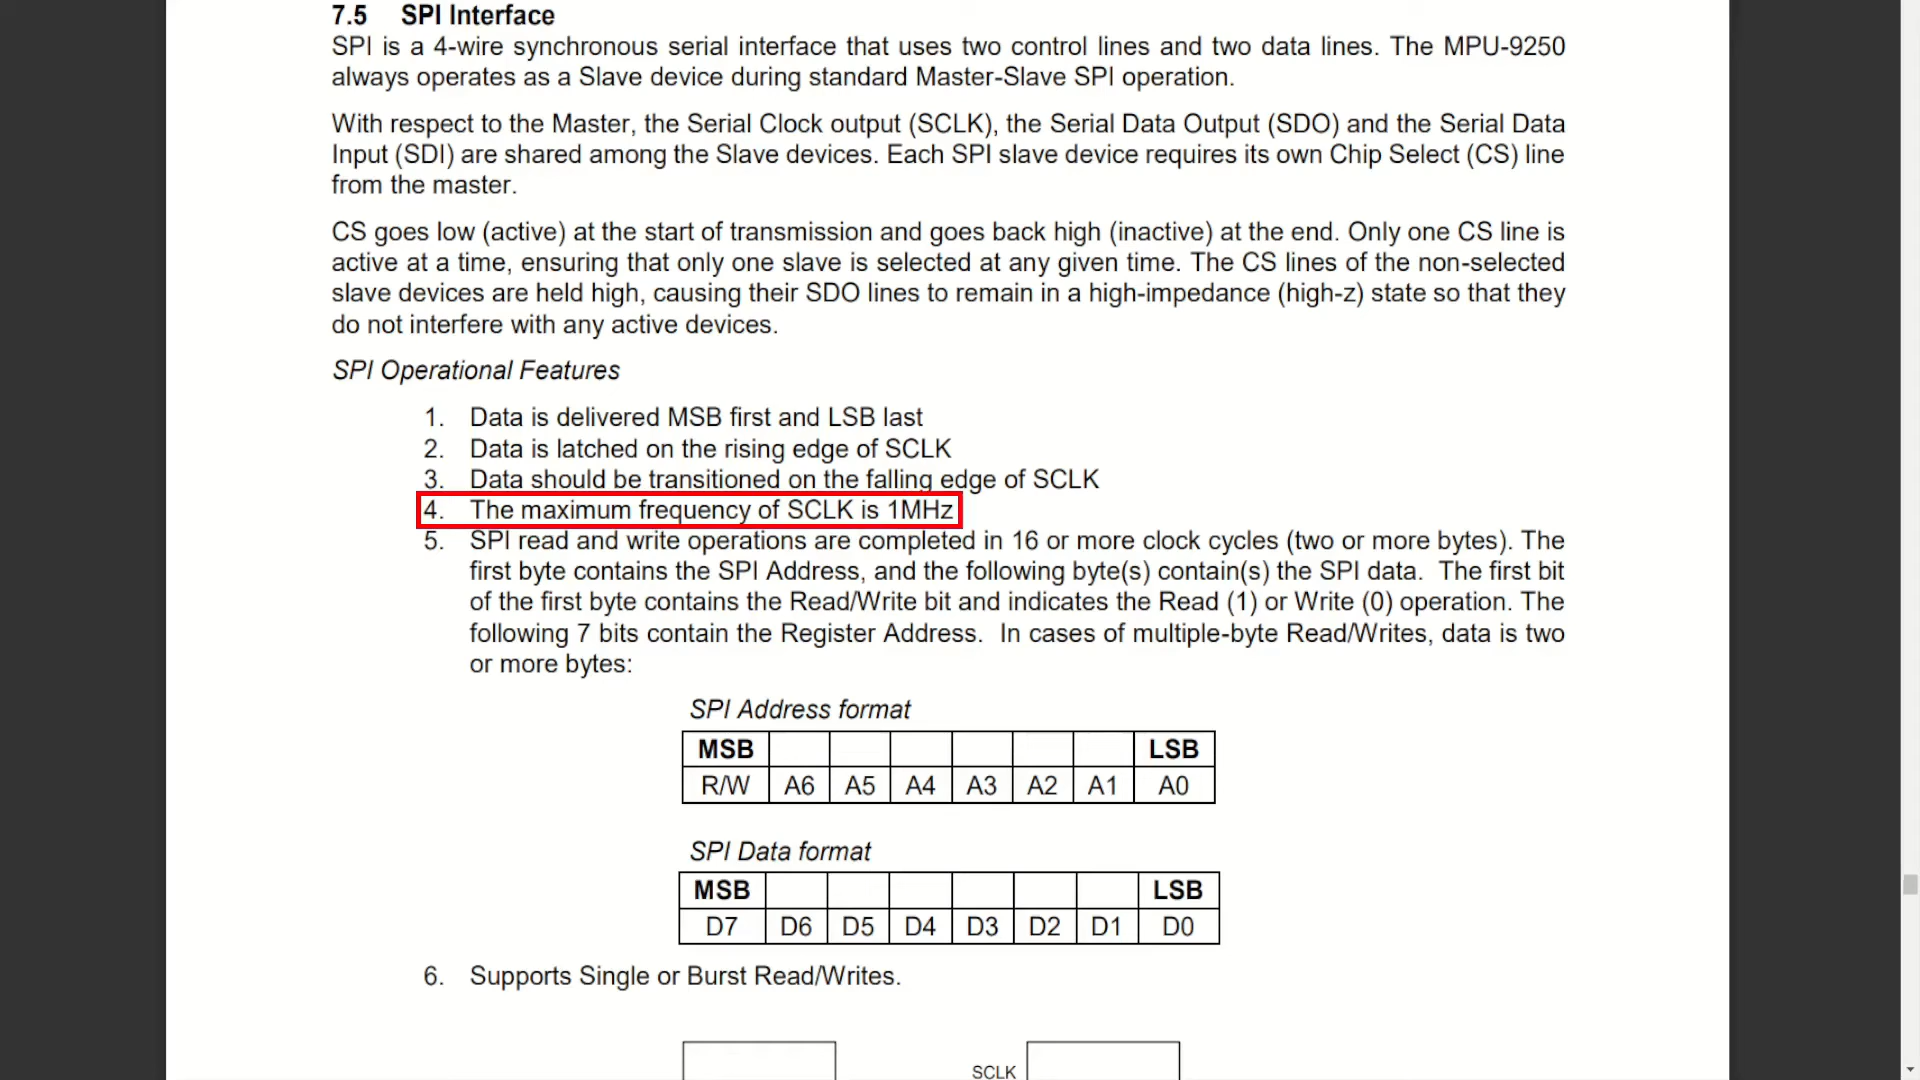 7.5 SPI Interface
SPI is a 4-wire synchronous serial interface that uses two control lines and two data lines. The MPU-9250
always operates as a Slave device during standard Master-Slave SPI operation.
With respect to the Master, the Serial Clock output (SCLK), the Serial Data Output (SDO) and the Serial Data
Input (SDI) are shared among the Slave devices. Each SPI slave device requires its own Chip Select (CS) line
from the master.
CS goes low (active) at the start of transmission and goes back high (inactive) at the end. Only one CS line is
active at a time, ensuring that only one slave is selected at any given time. The CS lines of the non-selected
slave devices are held high, causing their SDO lines to remain in a high-impedance (high-z) state so that they
do not interfere with any active devices.
SPI Operational Features
1. Data is delivered MSB first and LSB last
2. Data is latched on the rising edge of SCLK
3. Data should be transitioned on the falling edge of SCLK
4. The maximum frequency of SCLK is 1MHz
5. SPI read and write operations are completed in 16 or more clock cycles (two or more bytes). The
first byte contains the SPI Address, and the following byte(s) contain(s) the SPI data. The first bit
of the first byte contains the Read/Write bit and indicates the Read (1) or Write (0) operation. The
following 7 bits contain the Register Address. In cases of multiple-byte Read/Writes, data is two
or more bytes:
SPI Address format
MSB LSB
R/W A6 A5 A4 A3 A2 A1 A0
SPI Data format
MSB LSB
D7 D6 D5 D4 D3 D2 D1 D0
6. Supports Single or Burst Read/Writes.
SCLK